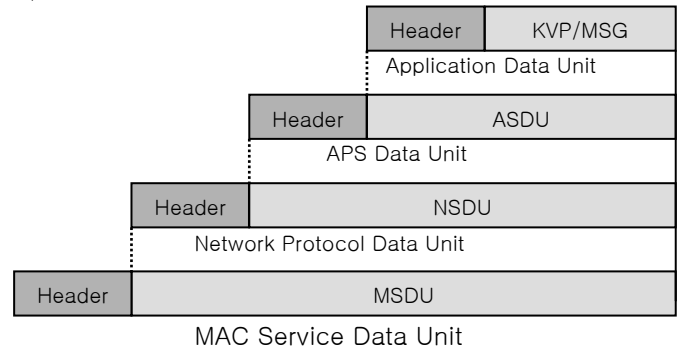 Header KVP/MSG
Application Data Unit
Header ASDU
APS Data Unit
Header NSDU
Network Protocol Data Unit
Header MSDU
MAC Service Data Unit